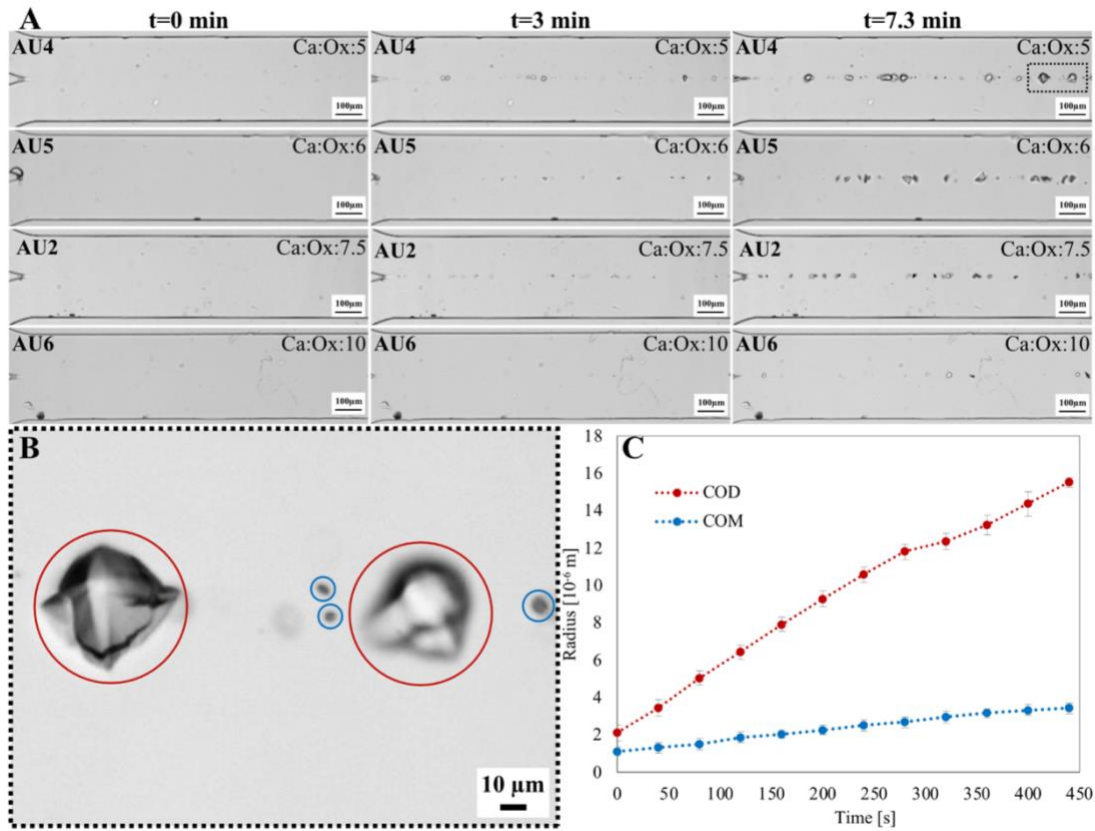 A
t=0 min t=3 min t=7.3 min
AU4 Ca:Ox:5 AU4 Ca:Ox:5 AU4 Ca:Ox:5
100µm 100µm 100µm
AU5 Ca:Ox:6 AU5 Ca:Ox:6 AU5 Ca:Ox:6
100µm 100µm 100µm
AU2 Ca:Ox:7.5 AU2 Ca:Ox:7.5 AU2 Ca:Ox:7.5
100µm 100µm 100µm
AU6 Ca:Ox:10 AU6 Ca:Ox:10 AU6 Ca:Ox:10
100µm 100µm 100µm
B
10 µm
C
18
16
14
12
10
8
6
4
2
0
Radius [10⁻⁶ m]
COD
COM
0 50 100 150 200 250 300 350 400 450
Time [s]